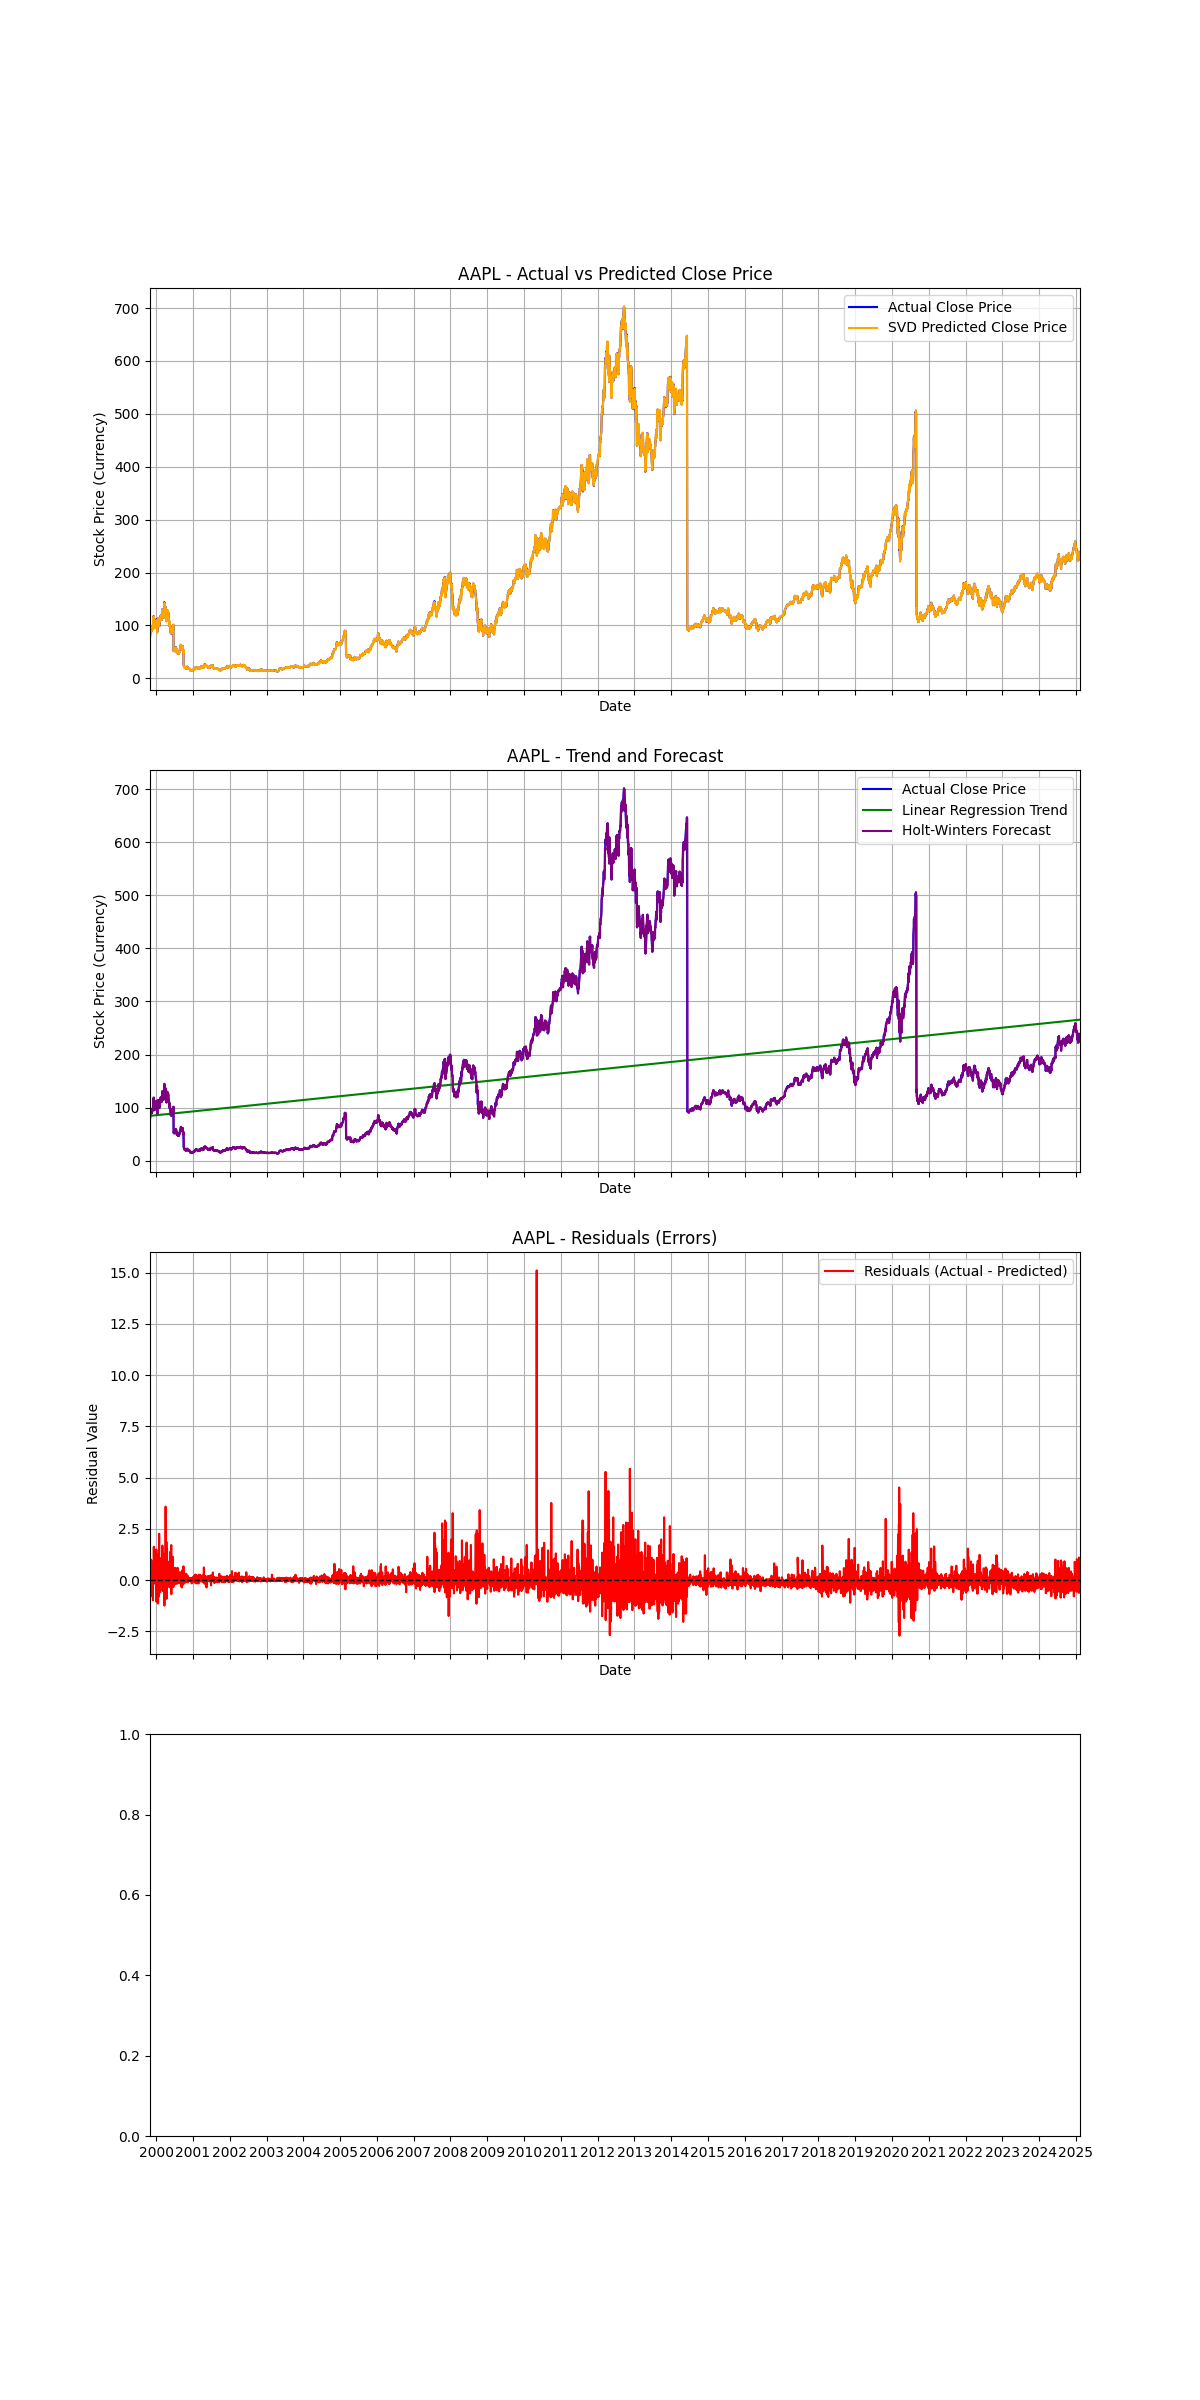 AAPL - Actual vs Predicted Close Price
Actual Close Price
SVD Predicted Close Price
Stock Price (Currency)
700
600
500
400
300
200
100
0
Date
AAPL - Trend and Forecast
Actual Close Price
Linear Regression Trend
Holt-Winters Forecast
Stock Price (Currency)
700
600
500
400
300
200
100
0
Date
AAPL - Residuals (Errors)
Residuals (Actual - Predicted)
Residual Value
15.0
12.5
10.0
7.5
5.0
2.5
0.0
−2.5
Date
1.0
0.8
0.6
0.4
0.2
0.0
2000 2001 2002 2003 2004 2005 2006 2007 2008 2009 2010 2011 2012 2013 2014 2015 2016 2017 2018 2019 2020 2021 2022 2023 2024 2025